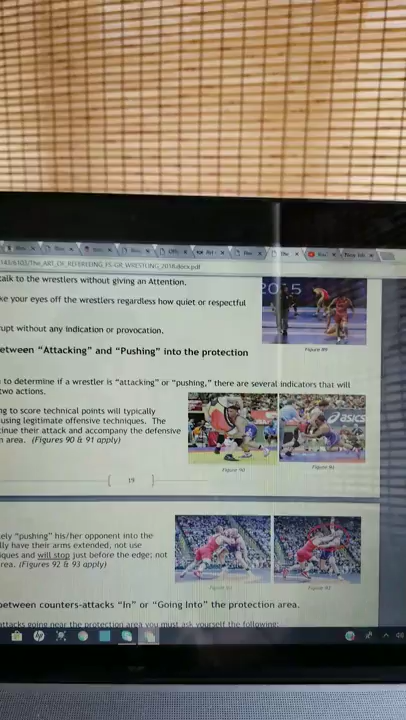 /The_ART_OF_REFEREEING_FS-GR_WRESTLING_2018.docx.pdf
alk to the wrestlers without giving an Attention.
2015
ke your eyes off the wrestlers regardless how quiet or respectful
upt without any indication or provocation.
Figure 89
etween “Attacking” and “Pushing” into the protection
to determine if a wrestler is “attacking” or “pushing,” there are several indicators that will
two actions.
ng to score technical points will typically
using legitimate offensive techniques. The
tinue their attack and accompany the defensive
n area. (Figures 90 & 91 apply)
asics
Figure 90
Figure 91
19
ely “pushing” his/her opponent into the
lly have their arms extended, not use
iques and will stop just before the edge; not
rea. (Figures 92 & 93 apply)
between counters-attacks “In” or “Going Into” the protection area.
attacks going near the protection area you must ask yourself the following:
hp